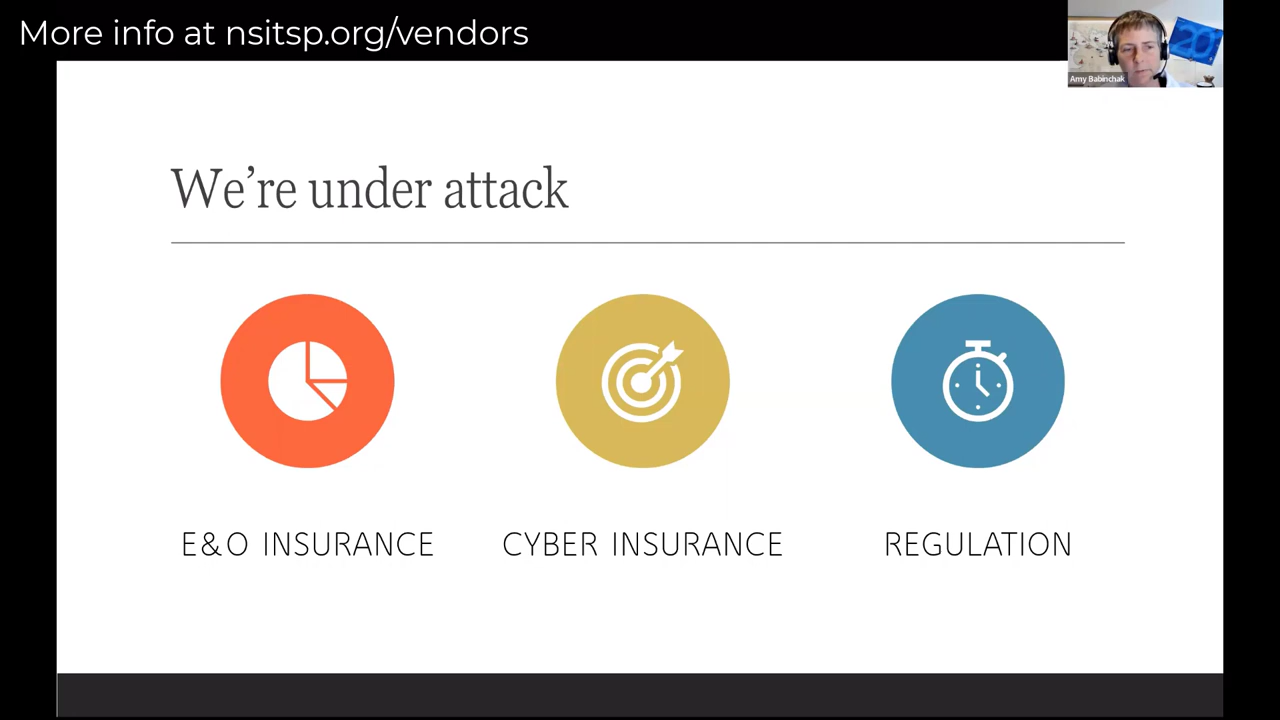 More info at nsitsp.org/vendors
Amy Babinchak
We're under attack
E&O INSURANCE
CYBER INSURANCE
REGULATION